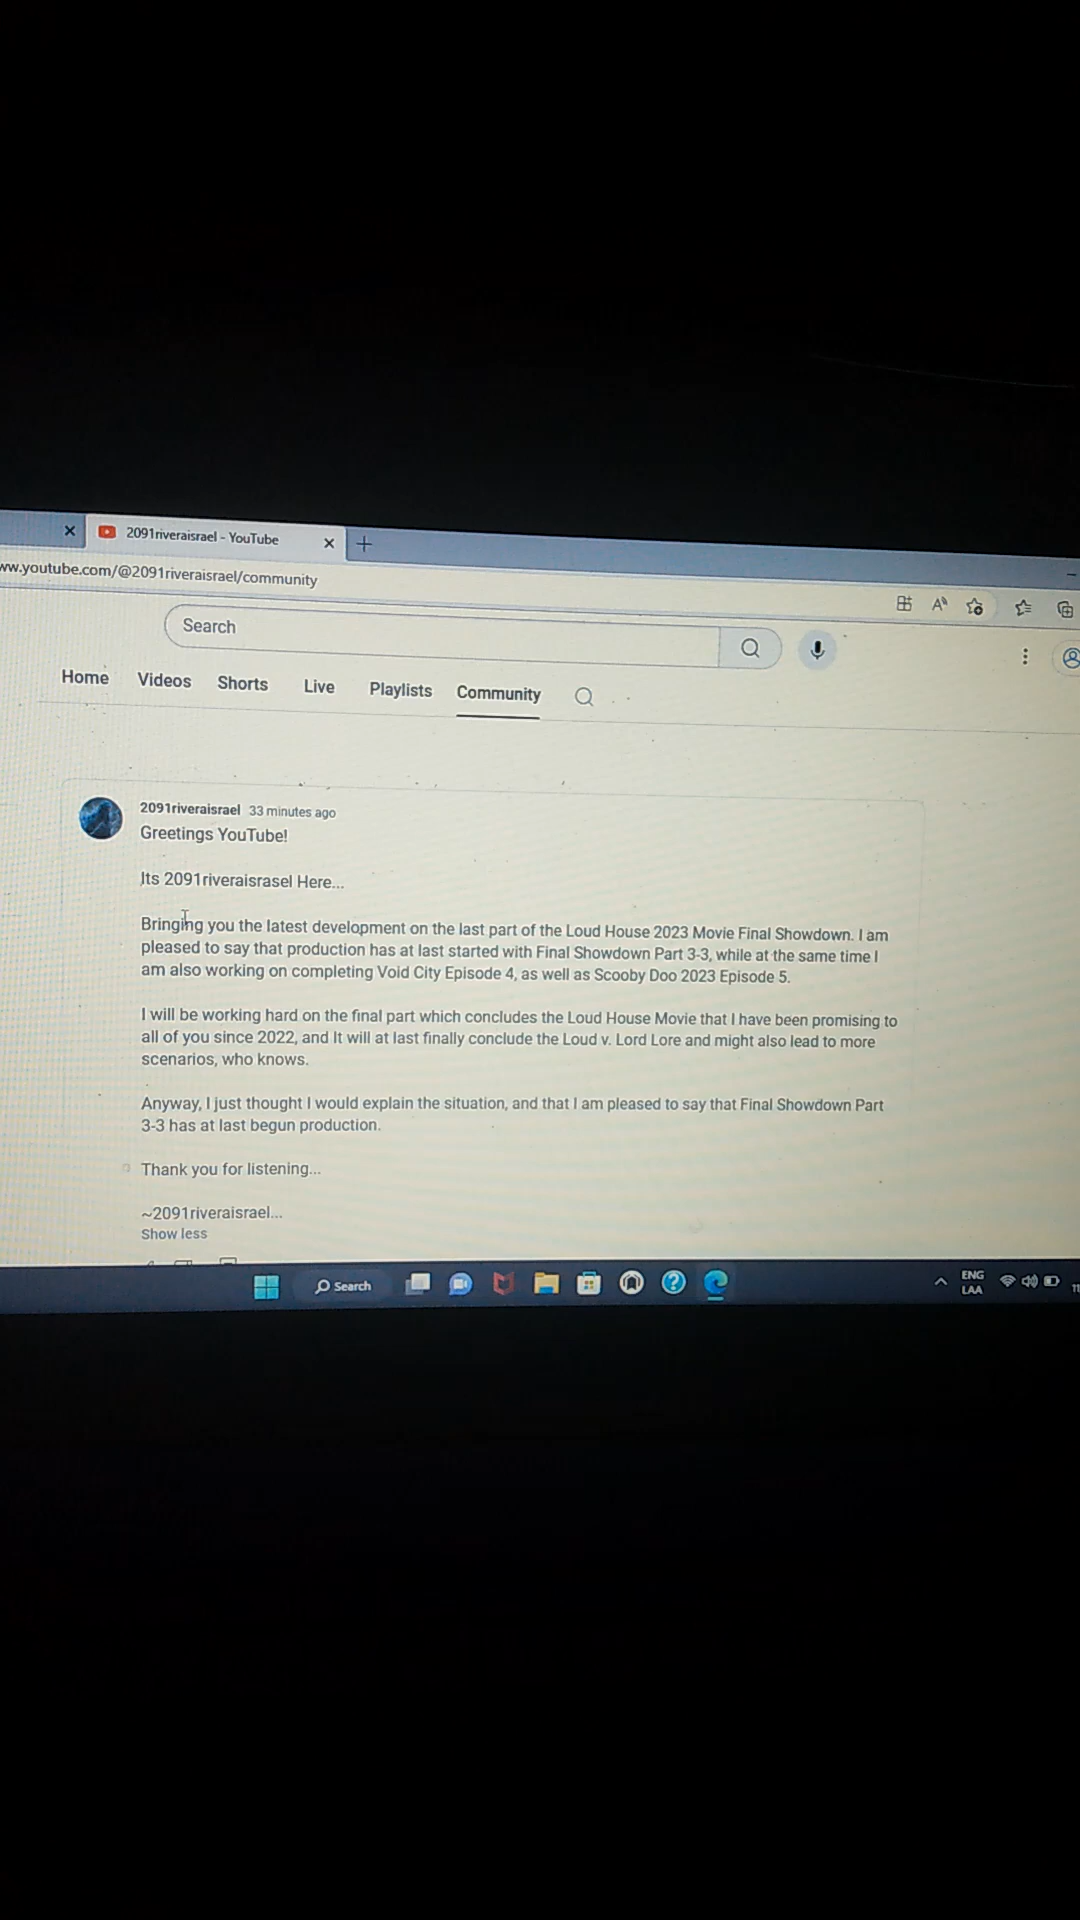 2091riveraisrael - YouTube
ww.youtube.com/@2091riveraisrael/community
Search
Home Videos Shorts Live Playlists Community
2091riveraisrael 33 minutes ago
Greetings YouTube!
Its 2091riveraisrasel Here...
Bringing you the latest development on the last part of the Loud House 2023 Movie Final Showdown. I am
pleased to say that production has at last started with Final Showdown Part 3-3, while at the same time I
am also working on completing Void City Episode 4, as well as Scooby Doo 2023 Episode 5.
I will be working hard on the final part which concludes the Loud House Movie that I have been promising to
all of you since 2022, and It will at last finally conclude the Loud v. Lord Lore and might also lead to more
scenarios, who knows.
Anyway, I just thought I would explain the situation, and that I am pleased to say that Final Showdown Part
3-3 has at last begun production.
Thank you for listening...
~2091riveraisrael...
Show less
Search
ENG
LAA
11